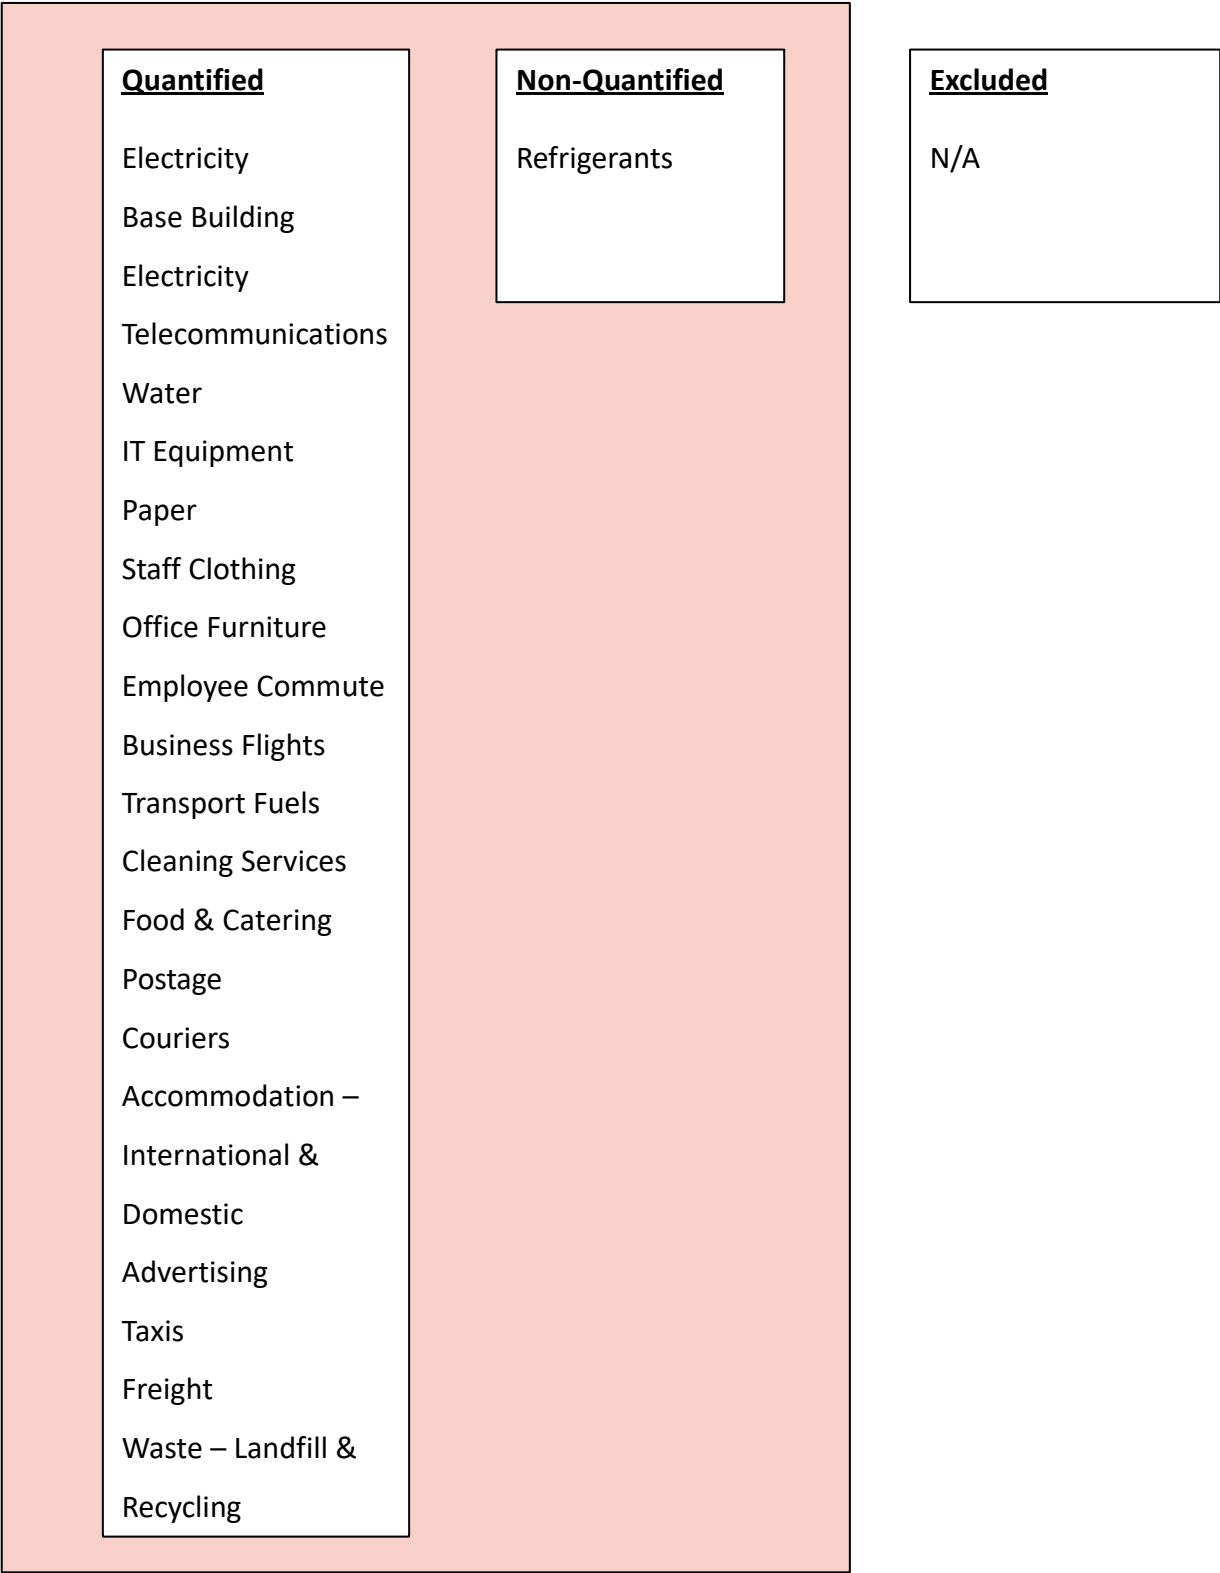 Quantified
Electricity
Base Building
Electricity
Telecommunications
Water
IT Equipment
Paper
Staff Clothing
Office Furniture
Employee Commute
Business Flights
Transport Fuels
Cleaning Services
Food & Catering
Postage
Couriers
Accommodation –
International &
Domestic
Advertising
Taxis
Freight
Waste – Landfill &
Recycling
Non-Quantified
Refrigerants
Excluded
N/A